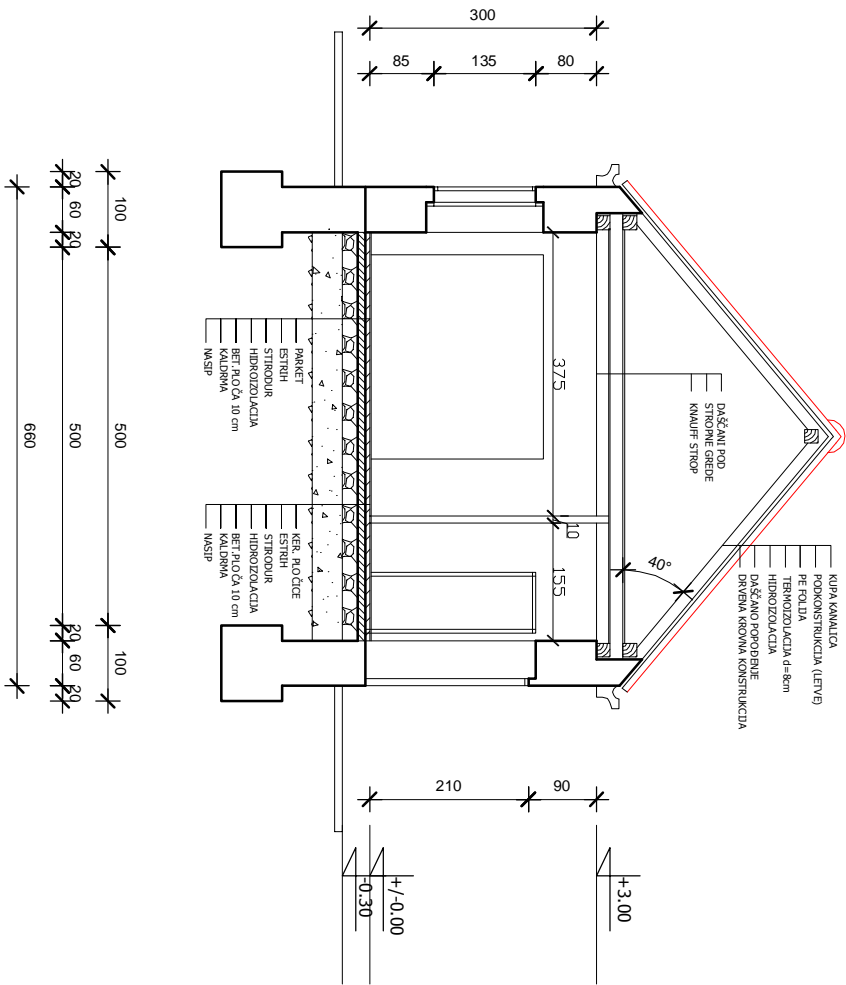 300
85
135
80
20
60
20
100
660
500
500
20
60
20
100
PARKET
ESTRIH
STIRODUR
HIDROIZOLACIJA
BET.PLOČA 10 cm
KALDRMA
NASIP
KER. PLOČICE
ESTRIH
STIRODUR
HIDROIZOLACIJA
BET.PLOČA 10 cm
KALDRMA
NASIP
375
10
155
DAŠČANI POD
STROPNE GREDE
KNAUFF STROP
40°
KUPA KANALICA
PODKONSTRUKCIJA (LETVE)
PE FOLIJA
TERMOIZOLACIJA d=8cm
HIDROIZOLACIJA
DAŠČANO POPOĐENJE
DRVENA KROVNA KONSTRUKCIJA
210
90
+3.00
+/-0.00
-0.30